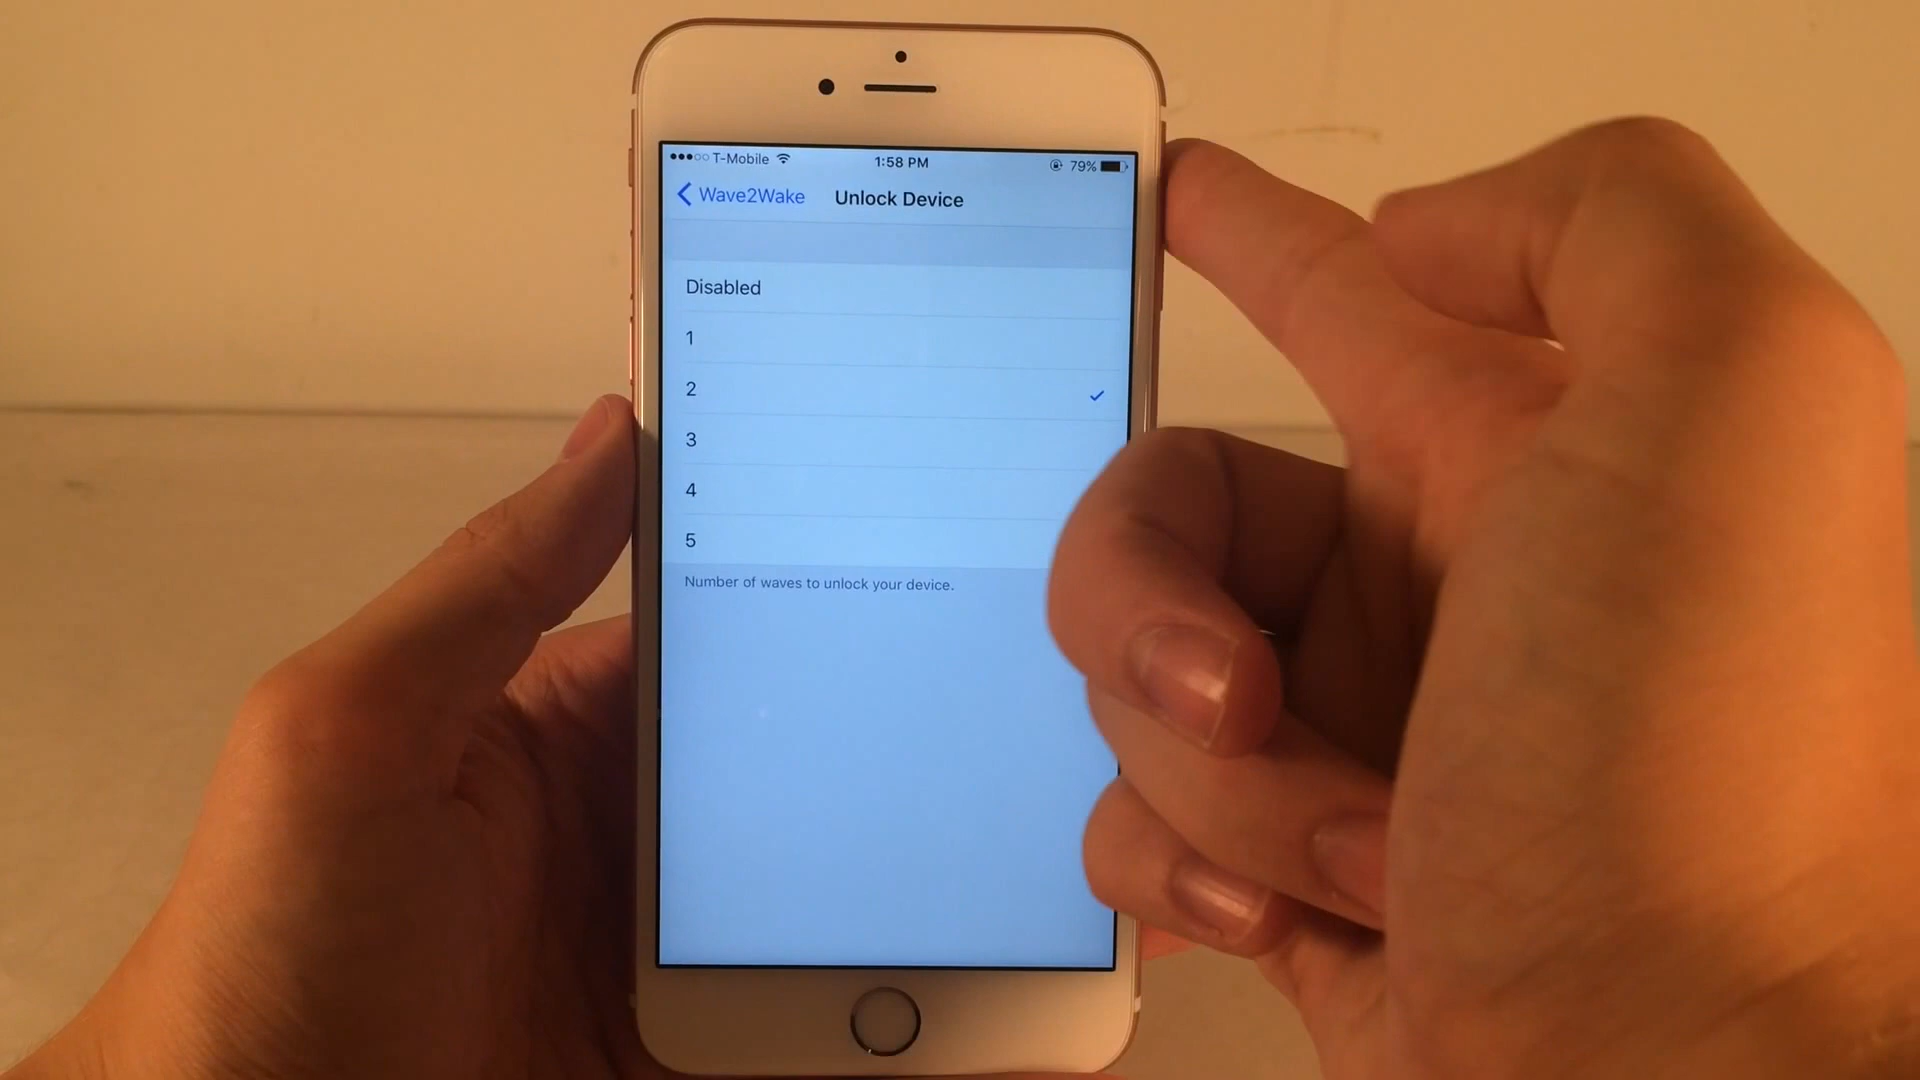 T-Mobile 1:58 PM 79%
Wave2Wake Unlock Device
Disabled
1
2
3
4
5
Number of waves to unlock your device.